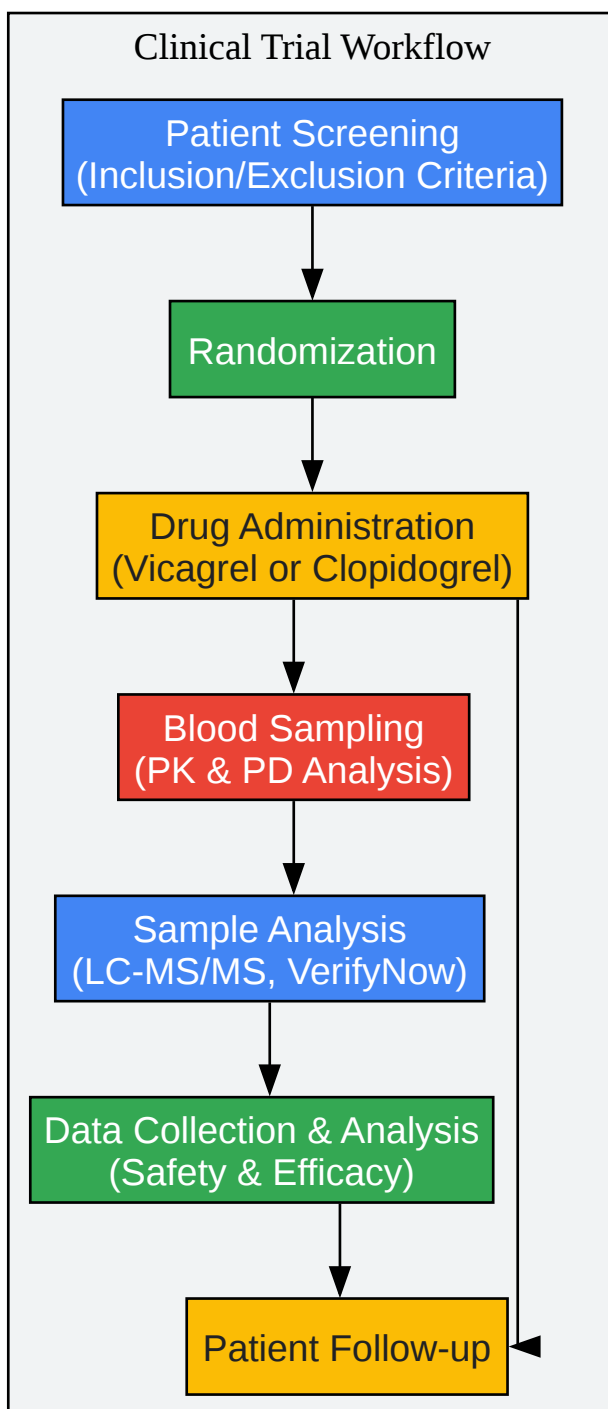 Clinical Trial Workflow
Patient Screening
(Inclusion/Exclusion Criteria)
Randomization
Drug Administration
(Vicagrel or Clopidogrel)
Blood Sampling
(PK & PD Analysis)
Sample Analysis
(LC-MS/MS, VerifyNow)
Data Collection & Analysis
(Safety & Efficacy)
Patient Follow-up